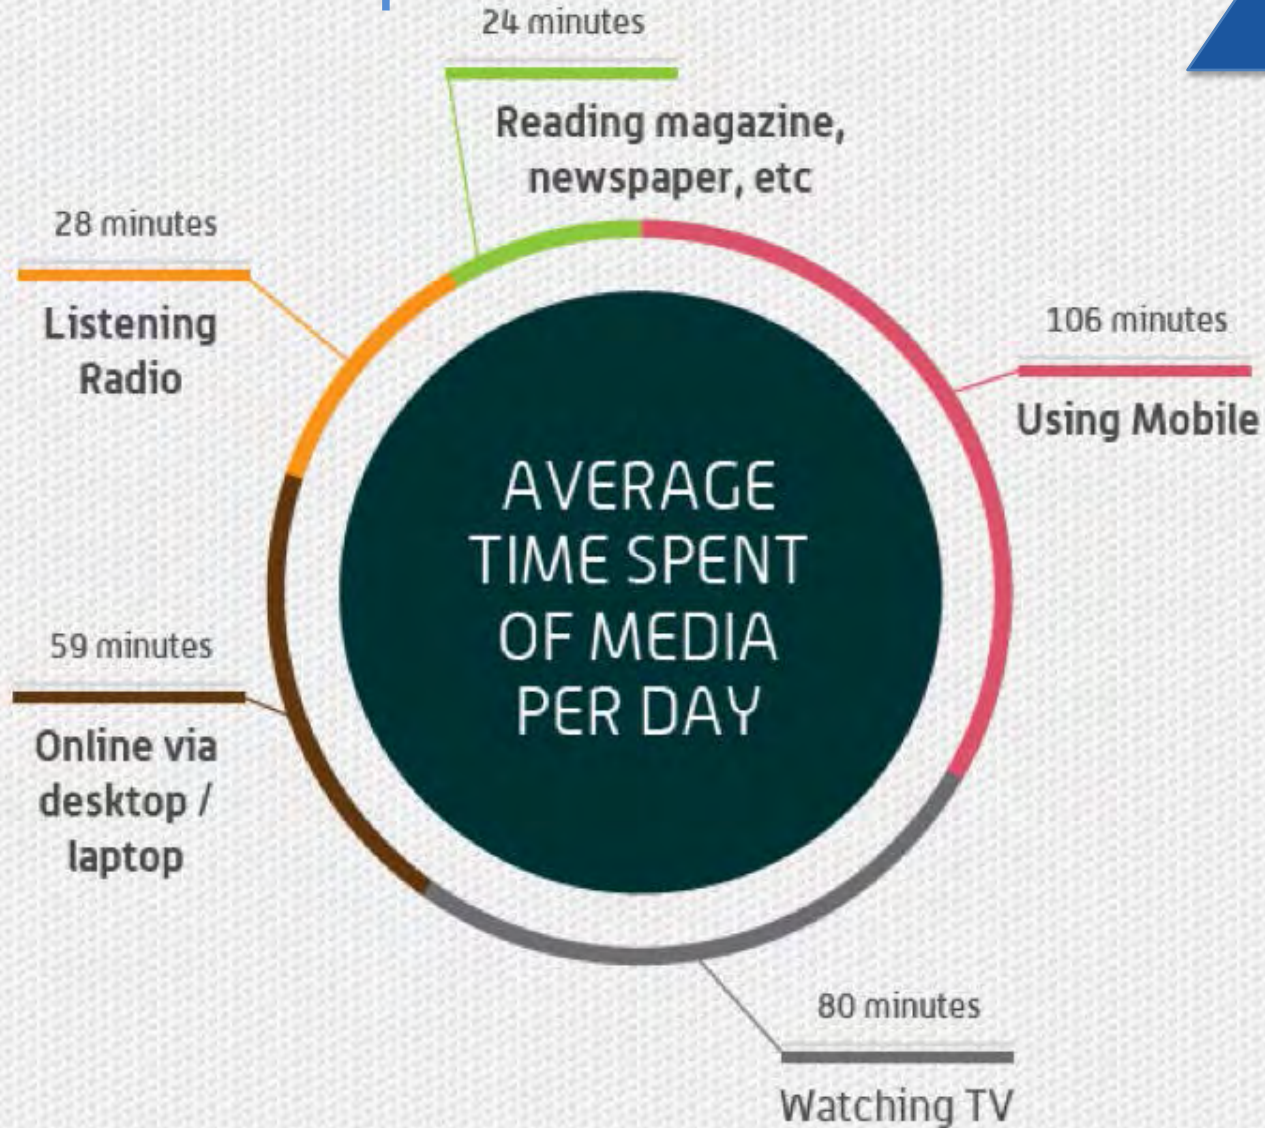 24 minutes
Reading magazine,
newspaper, etc
28 minutes
Listening
Radio
106 minutes
Using Mobile
AVERAGE
TIME SPENT
OF MEDIA
PER DAY
59 minutes
Online via
desktop /
laptop
80 minutes
Watching TV